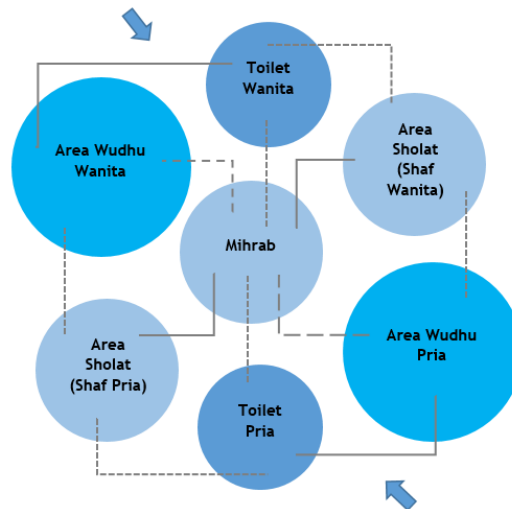 Toilet
Wanita
Area Wudhu
Wanita
Area
Sholat
(Shaf
Wanita)
Mihrab
Area
Sholat
(Shaf Pria)
Area Wudhu
Pria
Toilet
Pria